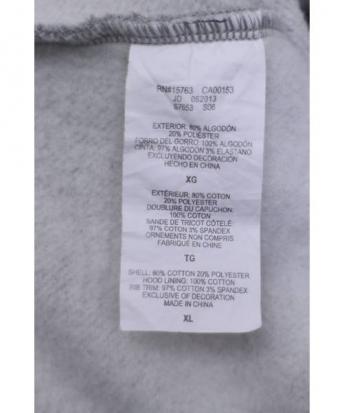 RN#15763 CA00153
JD 062013
S7653 S06
EXTERIOR: 80% ALGODÓN
20% POLIÉSTER
FORRO DEL GORRO: 100% ALGODÓN
CINTA: 97% ALGODÓN 3% ELASTANO
EXCLUYENDO DECORACIÓN
HECHO EN CHINA
XG
EXTÉRIEUR: 80% COTON
20% POLYESTER
DOUBLURE DU CAPUCHON:
100% COTON
BANDE DE TRICOT CÔTELÉ:
97% COTON 3% SPANDEX
ORNEMENTS NON COMPRIS
FABRIQUÉ EN CHINE
TG
SHELL: 80% COTTON 20% POLYESTER
HOOD LINING: 100% COTTON
RIB TRIM: 97% COTTON 3% SPANDEX
EXCLUSIVE OF DECORATION
MADE IN CHINA
XL